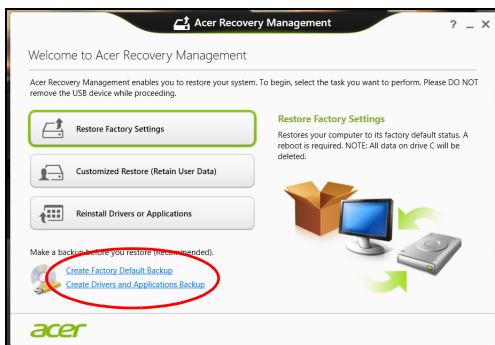 Acer Recovery Management
? _ X
Welcome to Acer Recovery Management
Acer Recovery Management enables you to restore your system. To begin, select the task you want to perform. Please DO NOT
remove the USB device while proceeding.
Restore Factory Settings
Customized Restore (Retain User Data)
Reinstall Drivers or Applications
Restore Factory Settings
Restores your computer to its factory default status. A
reboot is required. NOTE: All data on drive C will be
deleted.
Make a backup before you restore (Recommended).
Create Factory Default Backup
Create Drivers and Applications Backup
acer